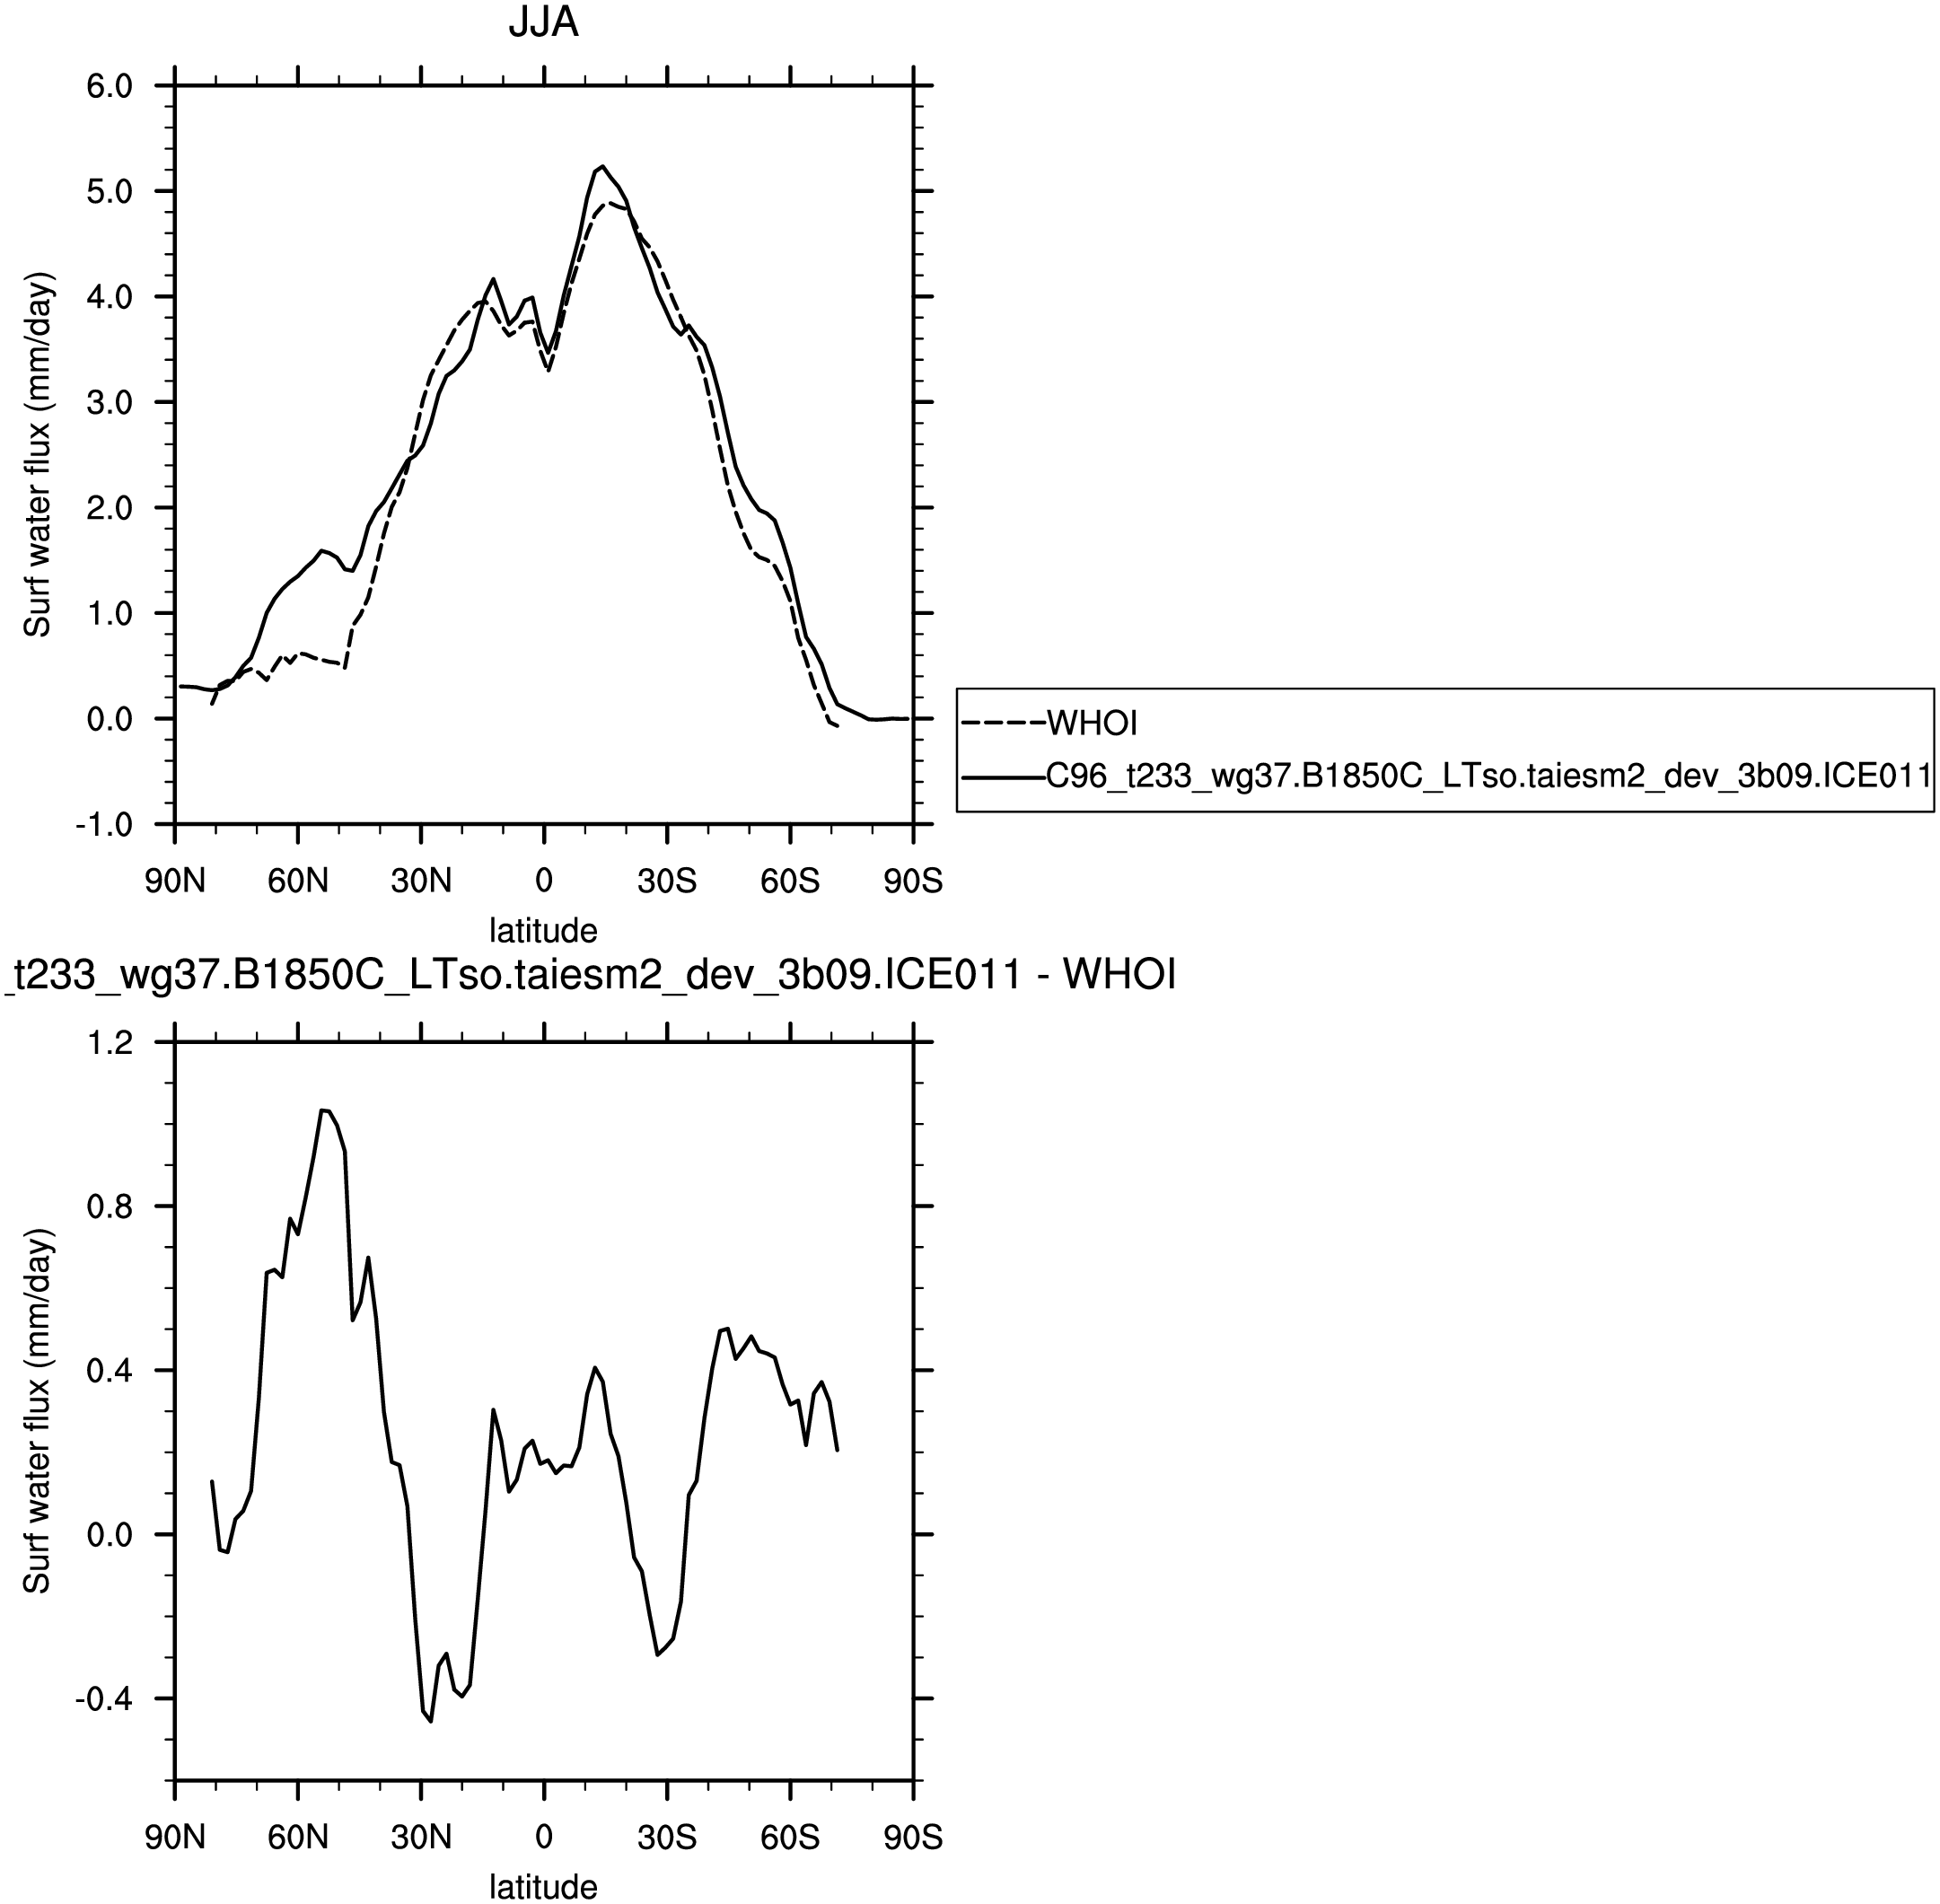 JJA
6.0
5.0
4.0
3.0
2.0
1.0
0.0
-1.0
Surf water flux (mm/day)
90N 60N 30N 0 30S 60S 90S
latitude
WHOI
C96_t233_wg37.B1850C_LTso.taiesm2_dev_3b09.ICE011
_t233_wg37.B1850C_LTso.taiesm2_dev_3b09.ICE011 - WHOI
1.2
0.8
0.4
0.0
-0.4
Surf water flux (mm/day)
90N 60N 30N 0 30S 60S 90S
latitude